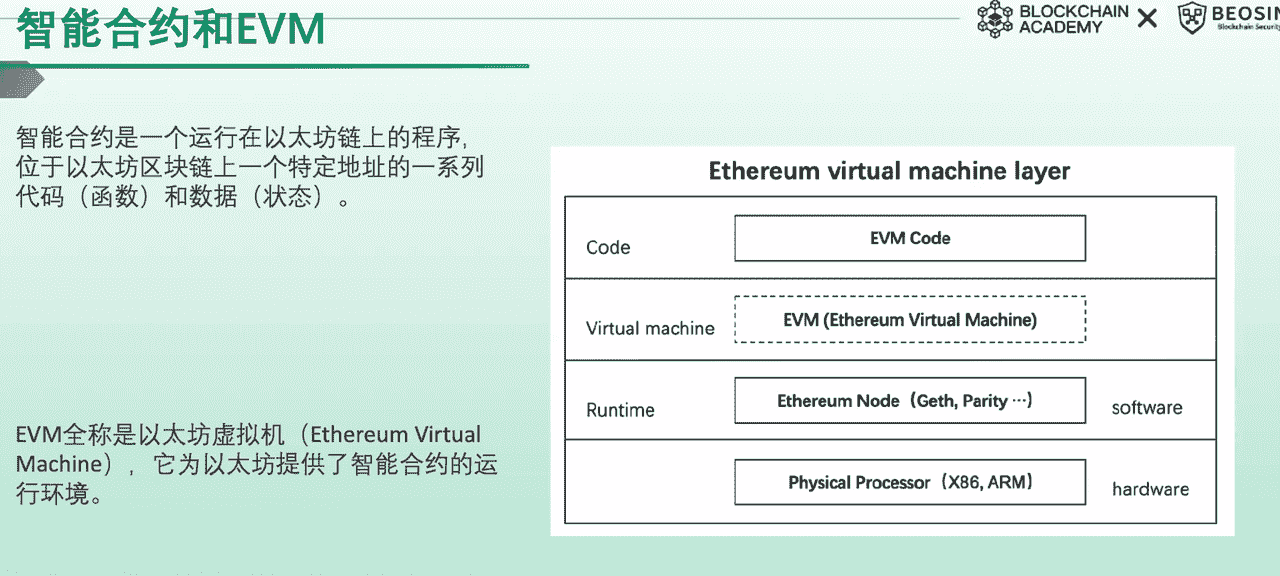 智能合约和EVM
BLOCKCHAIN
ACADEMY
BEOSIN
Blockchain Security
智能合约是一个运行在以太坊链上的程序,
位于以太坊区块链上一个特定地址的一系列
代码（函数）和数据（状态）。
EVM全称是以太坊虚拟机（Ethereum Virtual
Machine），它为以太坊提供了智能合约的运
行环境。
Ethereum virtual machine layer
Code
EVM Code
Virtual machine
EVM (Ethereum Virtual Machine)
Runtime
Ethereum Node（Geth, Parity ···）
software
Physical Processor（X86, ARM）
hardware